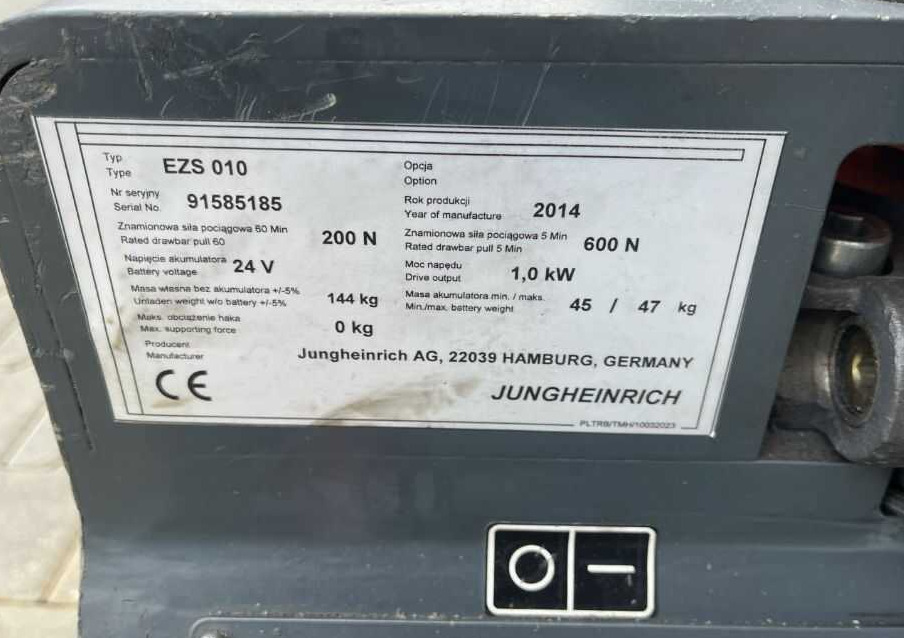 Typ
Type EZS 010
Opcja
Option
Nr seryjny
Serial No. 91585185
Rok produkcji
Year of manufacture 2014
Znamionowa siła pociągowa 60 Min
Rated drawbar pull 60 200 N
Znamionowa siła pociągowa 5 Min
Rated drawbar pull 5 Min 600 N
Napięcie akumulatora
Battery voltage 24 V
Moc napędu
Drive output 1,0 kW
Masa własna bez akumulatora +/-5%
Unladen weight w/o battery +/-5% 144 kg
Masa akumulatora min. / maks.
Min./max. battery weight 45 / 47 kg
Maks. obciążenie haka
Max. supporting force 0 kg
Producent
Manufacturer Jungheinrich AG, 22039 HAMBURG, GERMANY
CE JUNGHEINRICH
PLTRB/TMH/10032023